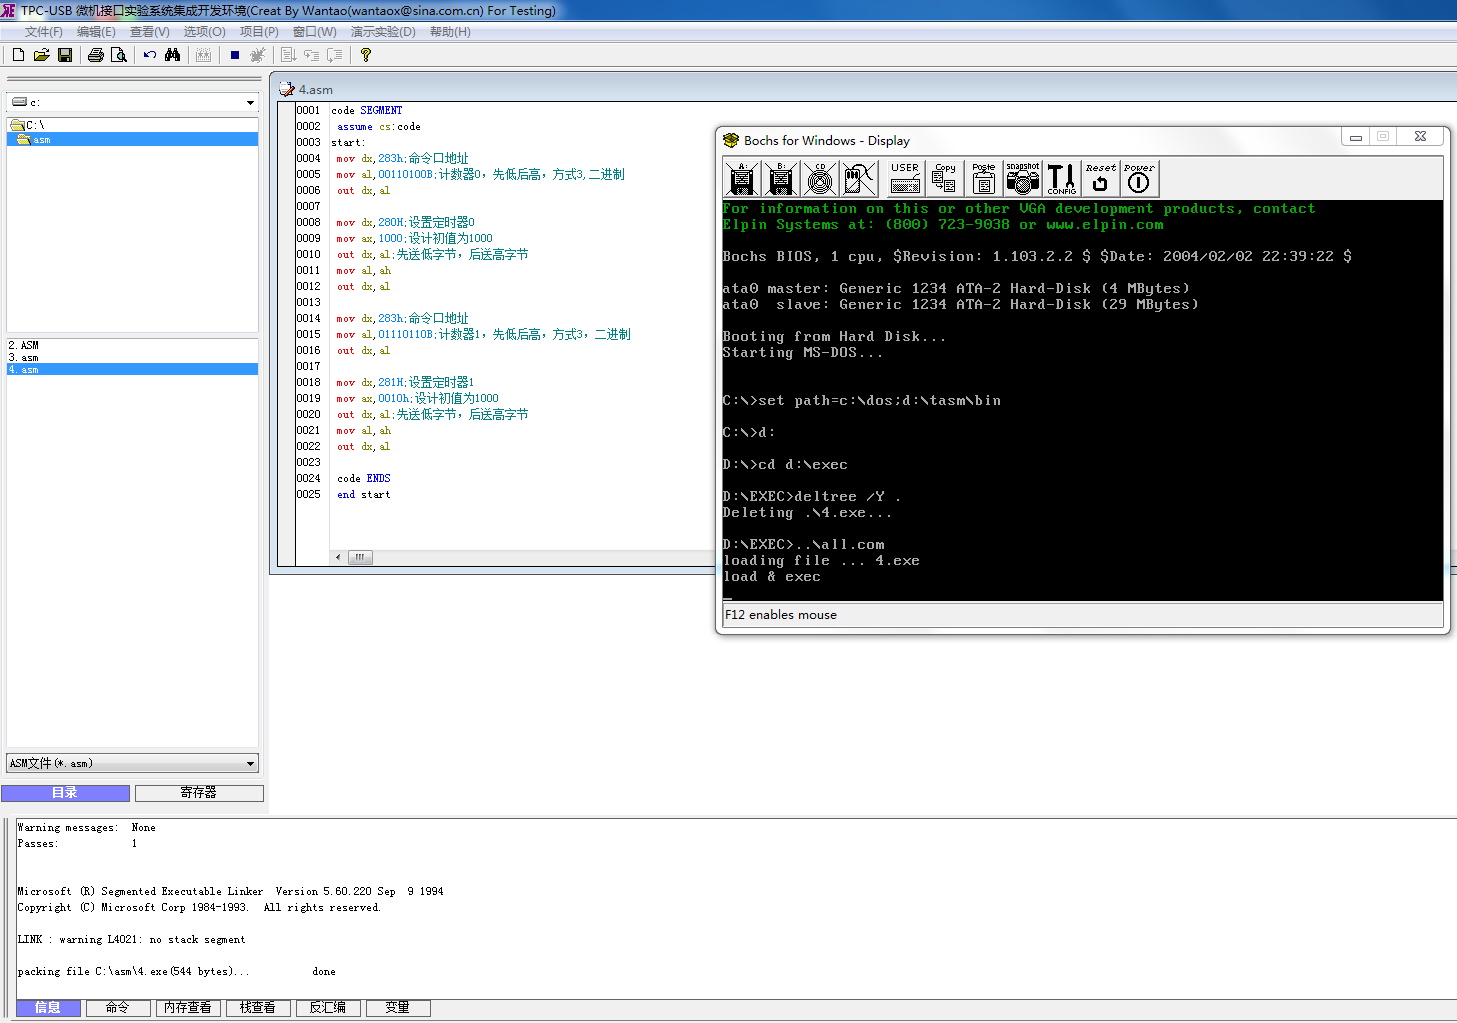 TPC-USB 微机接口实验系统集成开发环境(Creat By Wantao(wantaox@sina.com.cn) For Testing)
文件(F) 编辑(E) 查看(V) 选项(O) 项目(P) 窗口(W) 演示实验(D) 帮助(H)
c:
C:\
asm
2.ASM
3.asm
4.asm
ASM文件(*.asm)
目录 寄存器
4.asm
0001 code SEGMENT
0002 assume cs:code
0003 start:
0004 mov dx,283h;命令口地址
0005 mov al,00110100B;计数器0，先低后高，方式3,二进制
0006 out dx,al
0007
0008 mov dx,280H;设置定时器0
0009 mov ax,1000;设计初值为1000
0010 out dx,al;先送低字节，后送高字节
0011 mov al,ah
0012 out dx,al
0013
0014 mov dx,283h;命令口地址
0015 mov al,01110110B;计数器1，先低后高，方式3，二进制
0016 out dx,al
0017
0018 mov dx,281H;设置定时器1
0019 mov ax,0010h;设计初值为1000
0020 out dx,al;先送低字节，后送高字节
0021 mov al,ah
0022 out dx,al
0023
0024 code ENDS
0025 end start
Bochs for Windows - Display
A: B: CD USER Copy Paste snapshot CONFIG Reset Power
For information on this or other VGA development products, contact
Elpin Systems at: (800) 723-9038 or www.elpin.com
Bochs BIOS, 1 cpu, $Revision: 1.103.2.2 $ $Date: 2004/02/02 22:39:22 $
ata0 master: Generic 1234 ATA-2 Hard-Disk (4 MBytes)
ata0  slave: Generic 1234 ATA-2 Hard-Disk (29 MBytes)
Booting from Hard Disk...
Starting MS-DOS...
C:\>set path=c:\dos;d:\tasm\bin
C:\>d:
D:\>cd d:\exec
D:\EXEC>deltree /Y .
Deleting .\4.exe...
D:\EXEC>..\all.com
loading file ... 4.exe
load & exec
F12 enables mouse
Warning messages:  None
Passes:            1
Microsoft (R) Segmented Executable Linker  Version 5.60.220 Sep  9 1994
Copyright (C) Microsoft Corp 1984-1993.  All rights reserved.
LINK : warning L4021: no stack segment
packing file C:\asm\4.exe(544 bytes)...          done
信息 命令 内存查看 栈查看 反汇编 变量